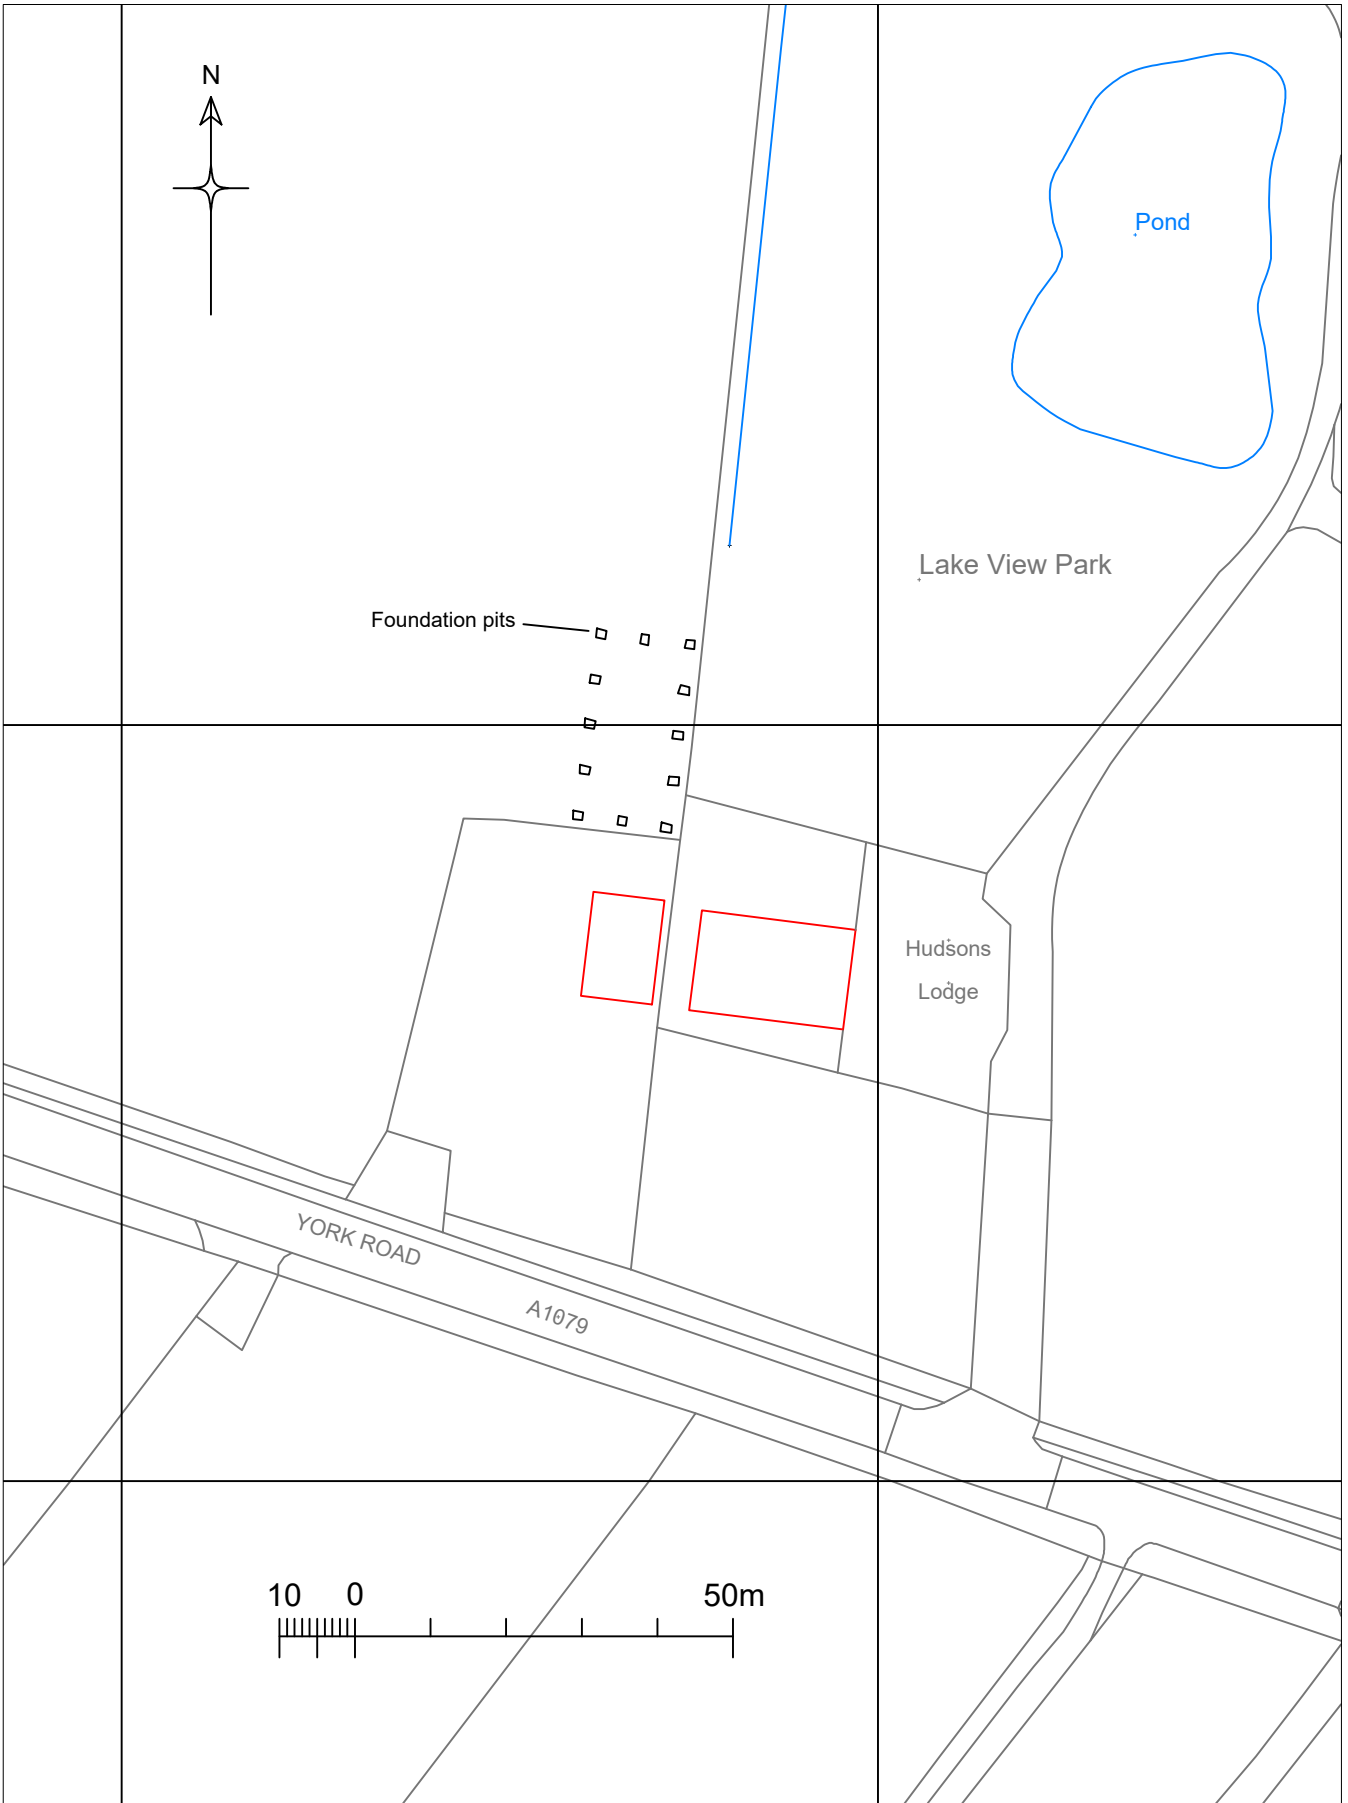 N
Pond
Lake View Park
Foundation pits
Hudsons
Lodge
YORK ROAD
A1079
10 0 50m